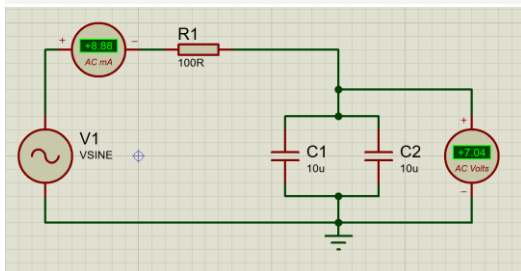 R1
+8.88
AC mA
100R
V1
VSINE
C1
10u
C2
10u
+7.04
AC Volts